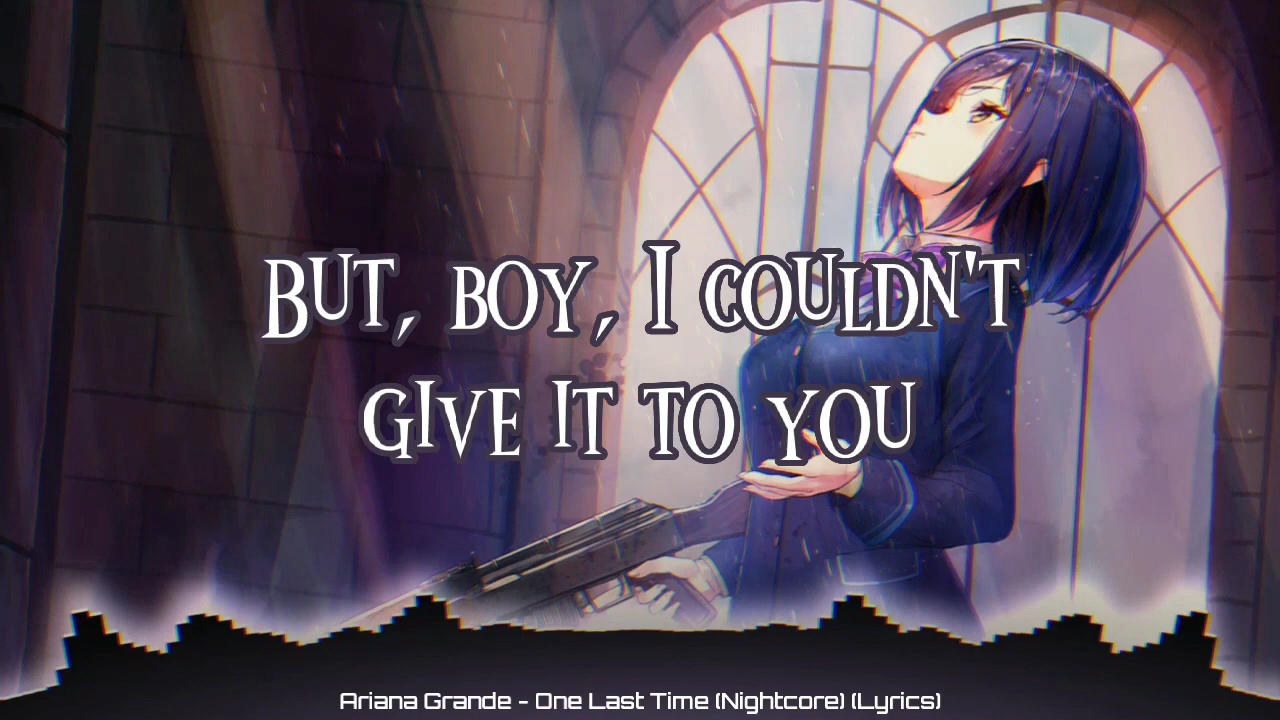 BUT, BOY, I COULDN'T
GIVE IT TO YOU
Ariana Grande - One Last Time (Nightcore) (Lyrics)